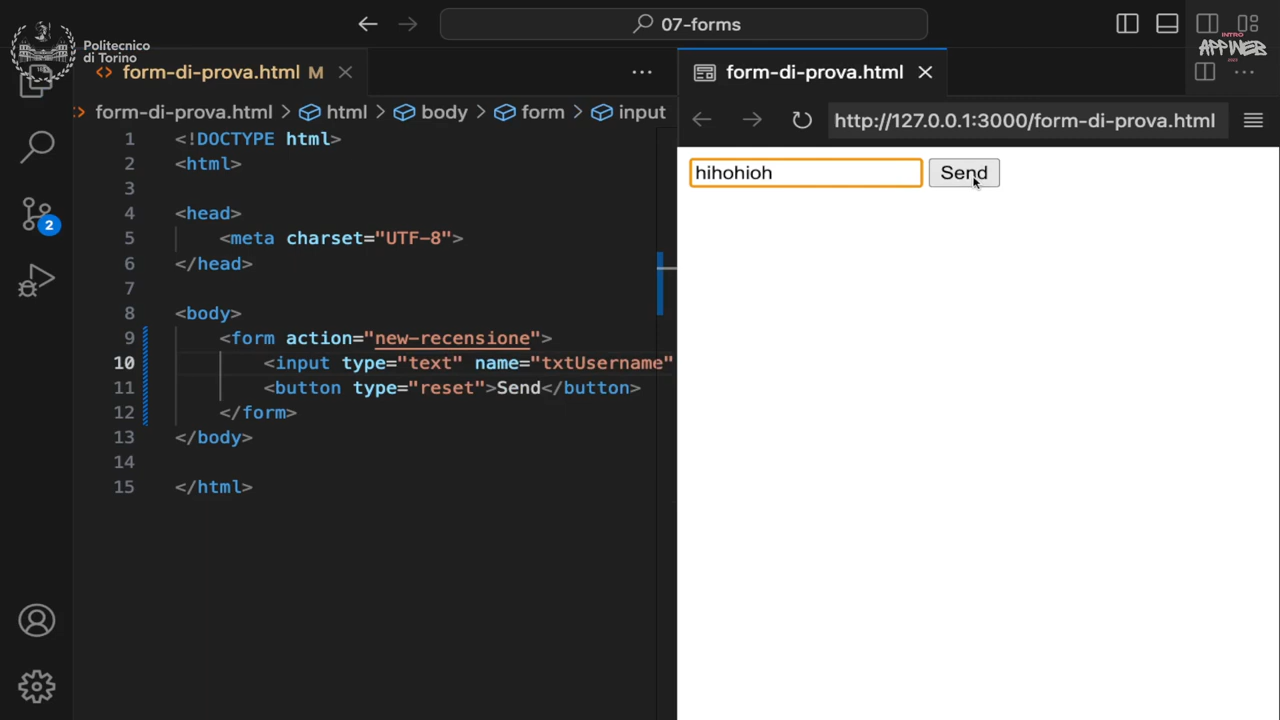 07-forms
Politecnico
di Torino
INTRO
APPIWEB
form-di-prova.html M
form-di-prova.html
form-di-prova.html > html > body > form > input
http://127.0.0.1:3000/form-di-prova.html
1 <!DOCTYPE html>
2 <html>
3
4 <head>
5 <meta charset="UTF-8">
6 </head>
7
8 <body>
9 <form action="new-recensione">
10 <input type="text" name="txtUsername"
11 <button type="reset">Send</button>
12 </form>
13 </body>
14
15 </html>
2
hihohioh
Send